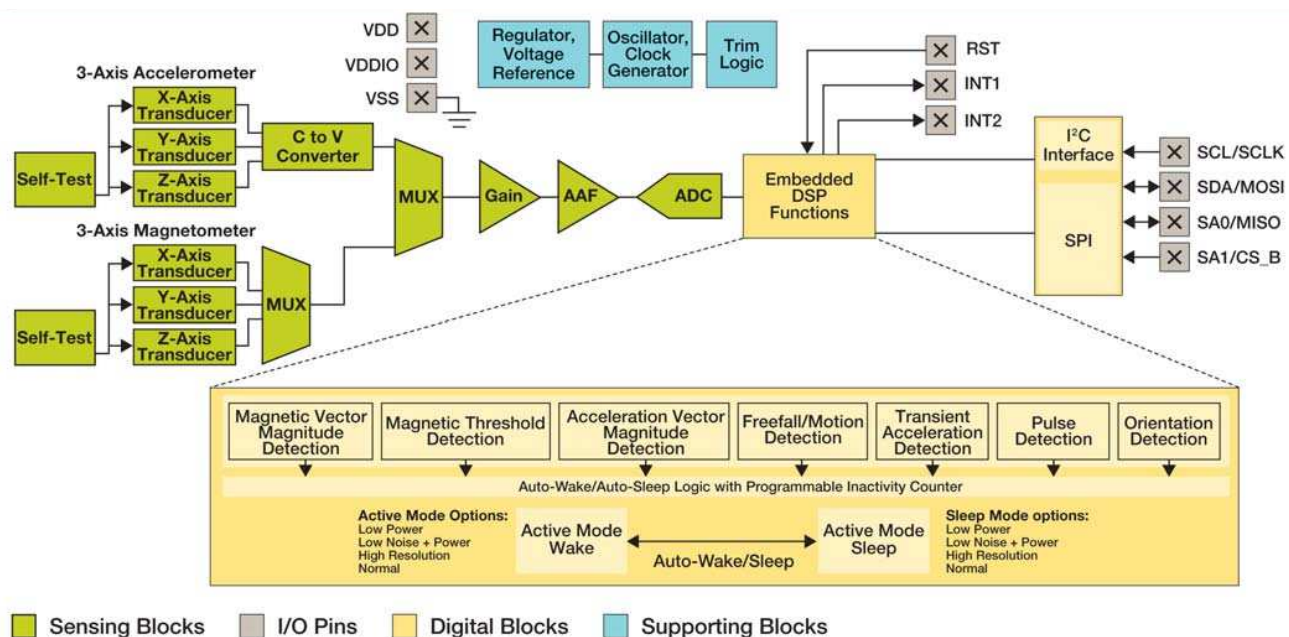 VDD
VDDIO
VSS
Regulator,
Voltage
Reference
Oscillator,
Clock
Generator
Trim
Logic
RST
INT1
INT2
3-Axis Accelerometer
Self-Test
X-Axis
Transducer
Y-Axis
Transducer
Z-Axis
Transducer
C to V
Converter
3-Axis Magnetometer
Self-Test
X-Axis
Transducer
Y-Axis
Transducer
Z-Axis
Transducer
MUX
MUX
Gain
AAF
ADC
Embedded
DSP
Functions
I²C
Interface
SPI
SCL/SCLK
SDA/MOSI
SA0/MISO
SA1/CS_B
Magnetic Vector
Magnitude
Detection
Magnetic Threshold
Detection
Acceleration Vector
Magnitude
Detection
Freefall/Motion
Detection
Transient
Acceleration
Detection
Pulse
Detection
Orientation
Detection
Auto-Wake/Auto-Sleep Logic with Programmable Inactivity Counter
Active Mode Options:
Low Power
Low Noise + Power
High Resolution
Normal
Active Mode
Wake
Auto-Wake/Sleep
Active Mode
Sleep
Sleep Mode options:
Low Power
Low Noise + Power
High Resolution
Normal
Sensing Blocks
I/O Pins
Digital Blocks
Supporting Blocks